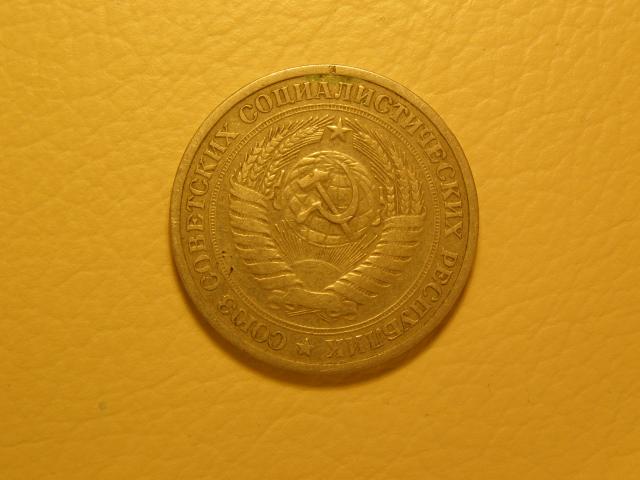 СОЮЗ СОВЕТСКИХ СОЦИАЛИСТИЧЕСКИХ РЕСПУБЛИК